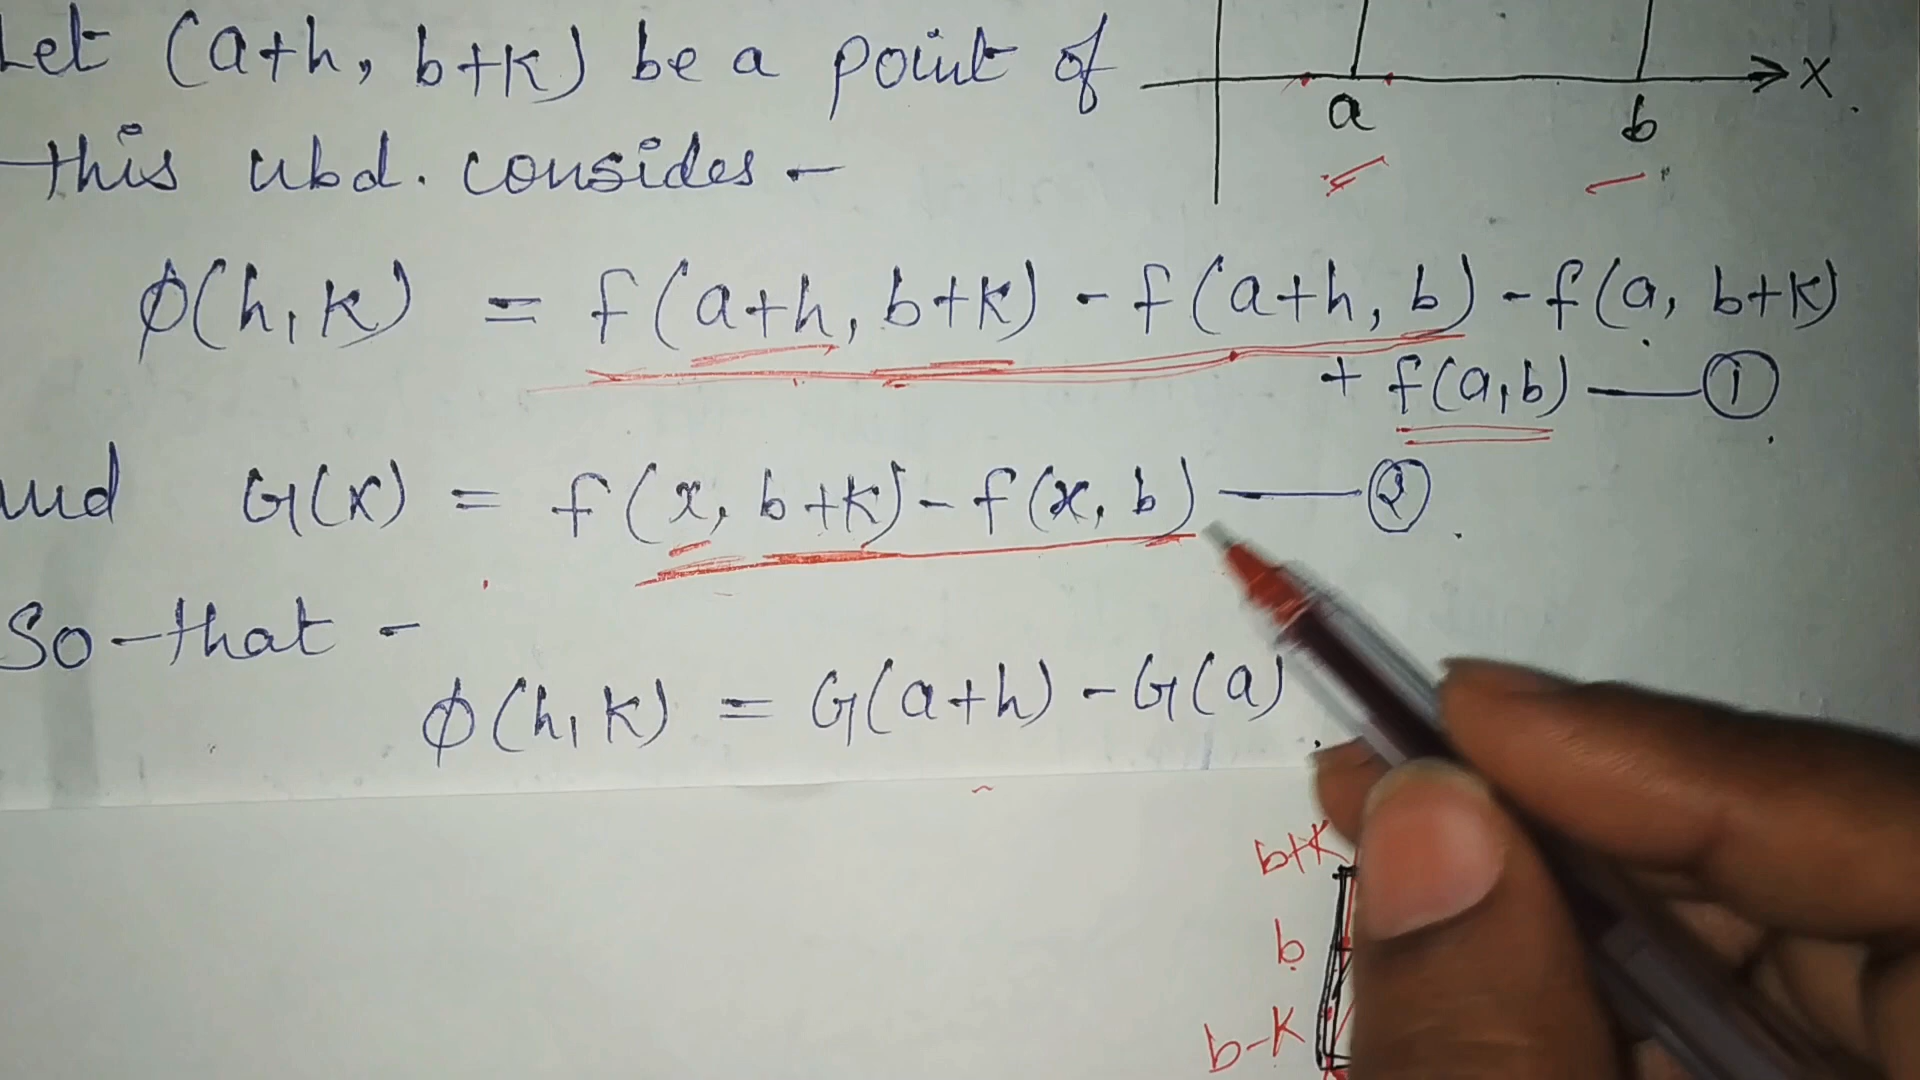 Let (a+h, b+k) be a point of
this nbd. consider -
ϕ(h, k) = f(a+h, b+k) - f(a+h, b) - f(a, b+k)
+ f(a, b) —— ①
and G(x) = f(x, b+k) - f(x, b) —— ②
So that -
ϕ(h, k) = G(a+h) - G(a)
x
a
b
b+k
b
b-k